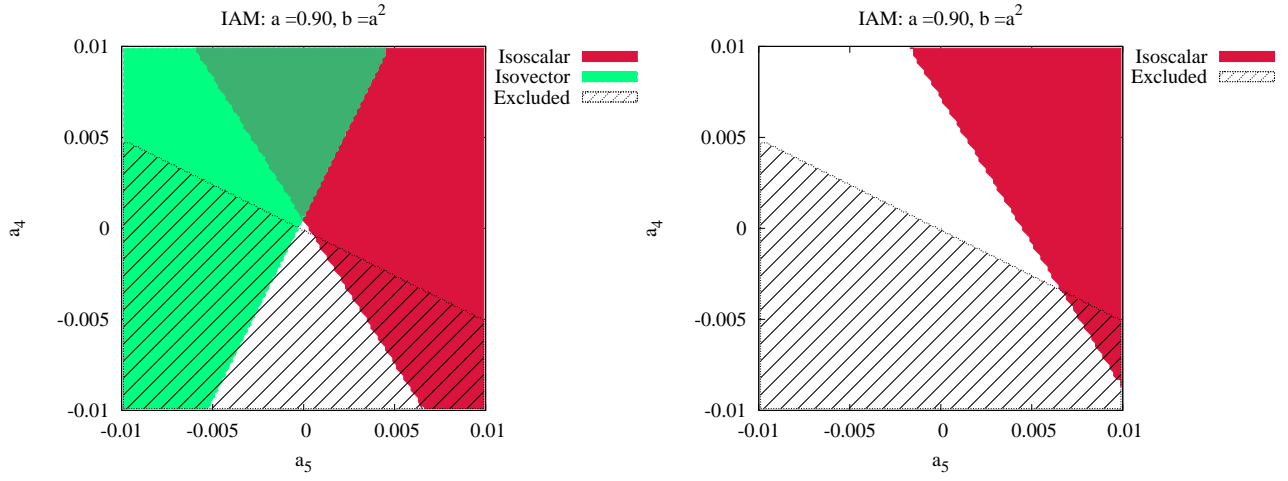 IAM: a =0.90, b =a²
Isoscalar
Isovector
Excluded
0.01
0.005
0
-0.005
-0.01
a₄
-0.01
-0.005
0
0.005
0.01
a₅
IAM: a =0.90, b =a²
Isoscalar
Excluded
0.01
0.005
0
-0.005
-0.01
a₄
-0.01
-0.005
0
0.005
0.01
a₅